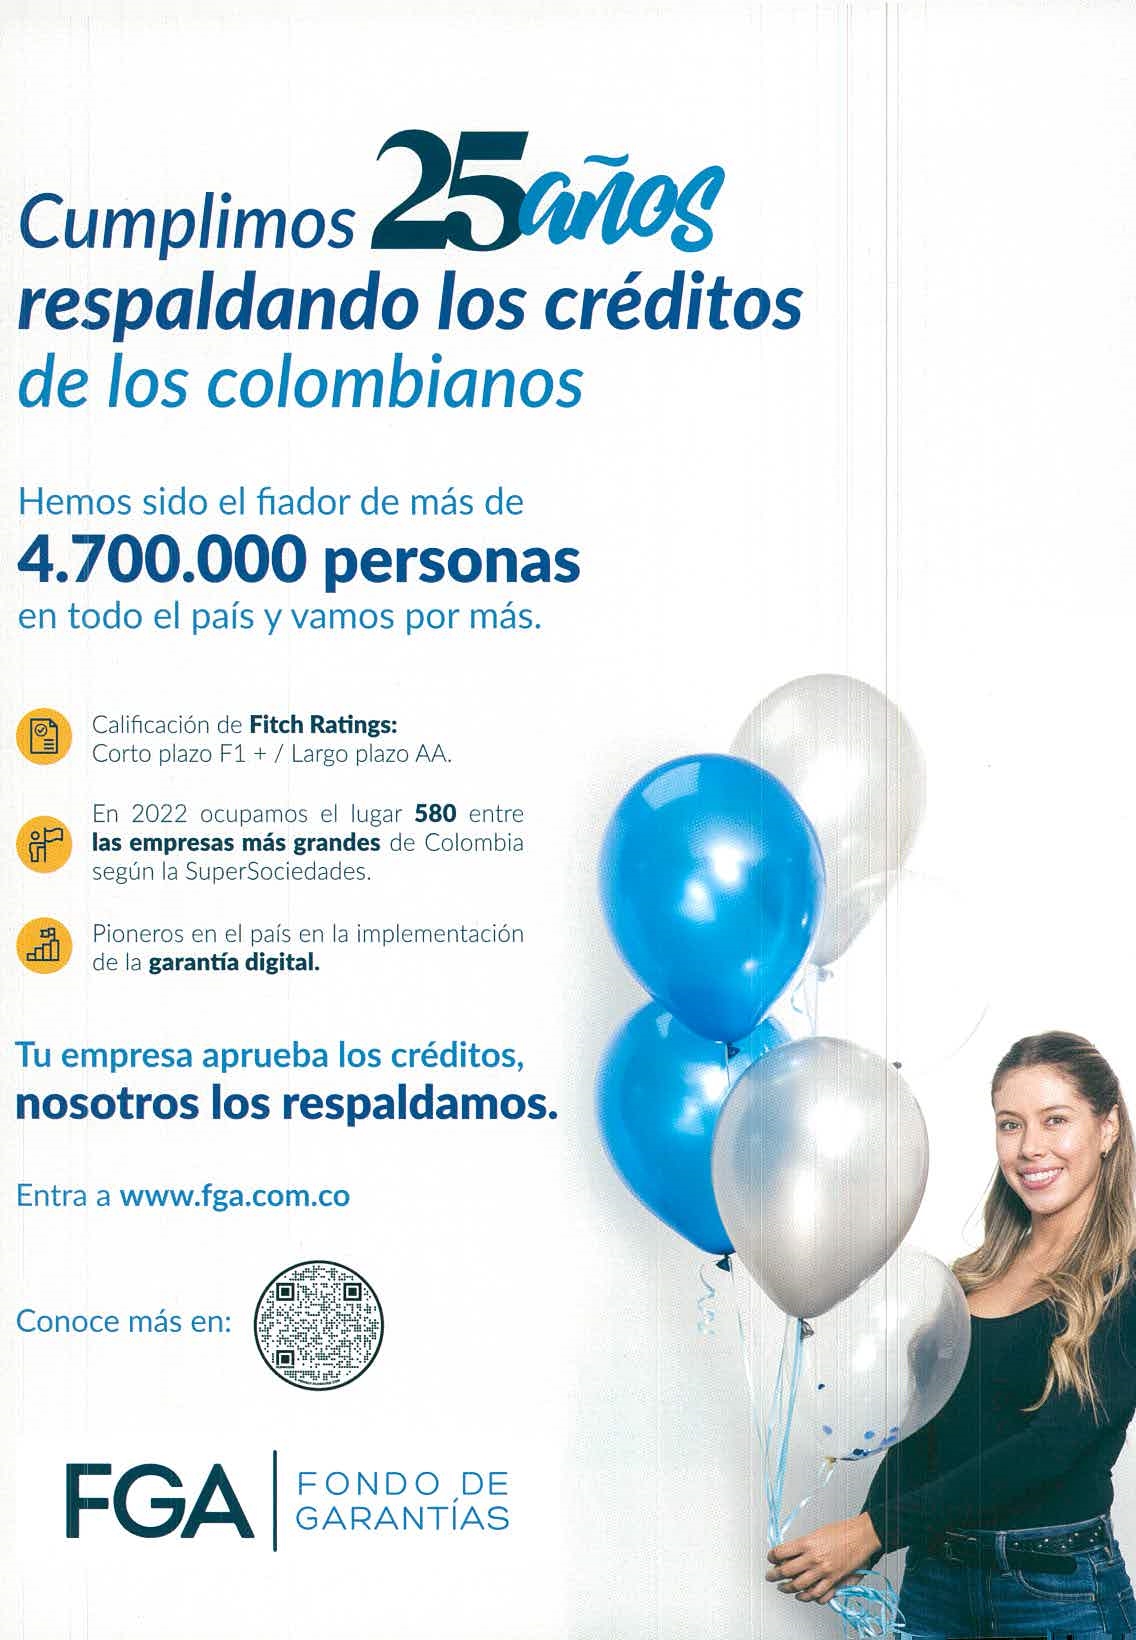 Cumplimos 25 años
respaldando los créditos
de los colombianos
Hemos sido el fiador de más de
4.700.000 personas
en todo el país y vamos por más.
Calificación de Fitch Ratings:
Corto plazo F1 + / Largo plazo AA.
En 2022 ocupamos el lugar 580 entre
las empresas más grandes de Colombia
según la SuperSociedades.
Pioneros en el país en la implementación
de la garantía digital.
Tu empresa aprueba los créditos,
nosotros los respaldamos.
Entra a www.fga.com.co
Conoce más en:
FGA
FONDO DE
GARANTÍAS